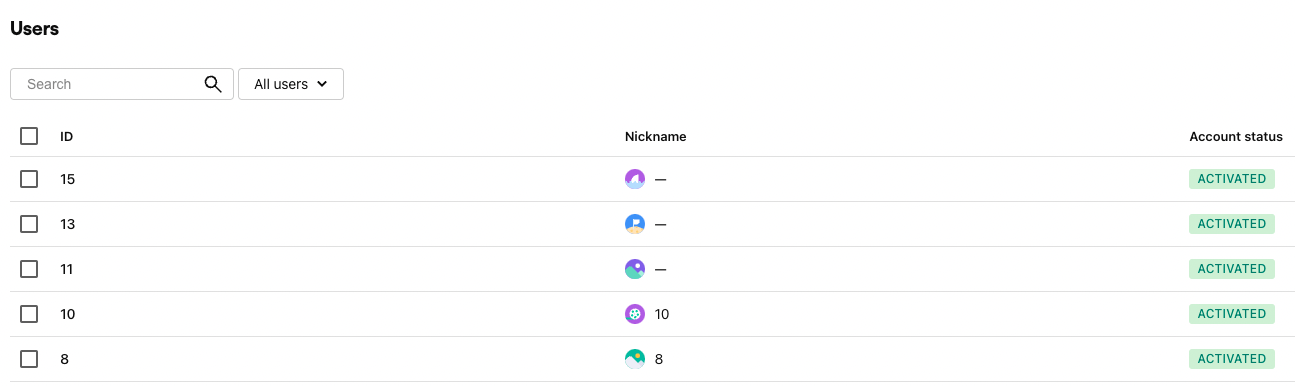 Users
Search All users
ID Nickname Account status
15 — ACTIVATED
13 — ACTIVATED
11 — ACTIVATED
10 10 ACTIVATED
8 8 ACTIVATED